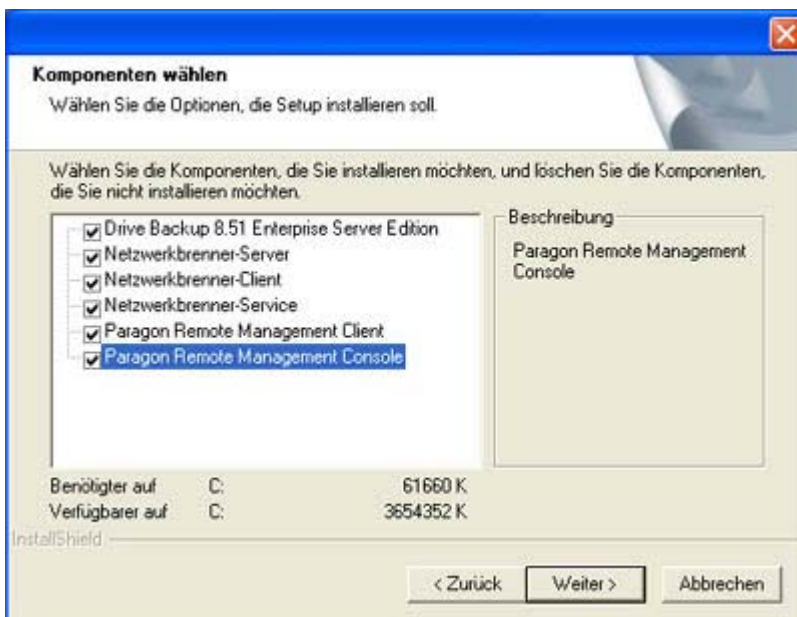 Komponenten wählen
Wählen Sie die Optionen, die Setup installieren soll.
Wählen Sie die Komponenten, die Sie installieren möchten, und löschen Sie die Komponenten,
die Sie nicht installieren möchten.
Drive Backup 8.51 Enterprise Server Edition
Netzwerkbrenner-Server
Netzwerkbrenner-Client
Netzwerkbrenner-Service
Paragon Remote Management Client
Paragon Remote Management Console
Beschreibung
Paragon Remote Management
Console
Benötigter auf C: 61660 K
Verfügbarer auf C: 3654352 K
InstallShield
< Zurück Weiter > Abbrechen